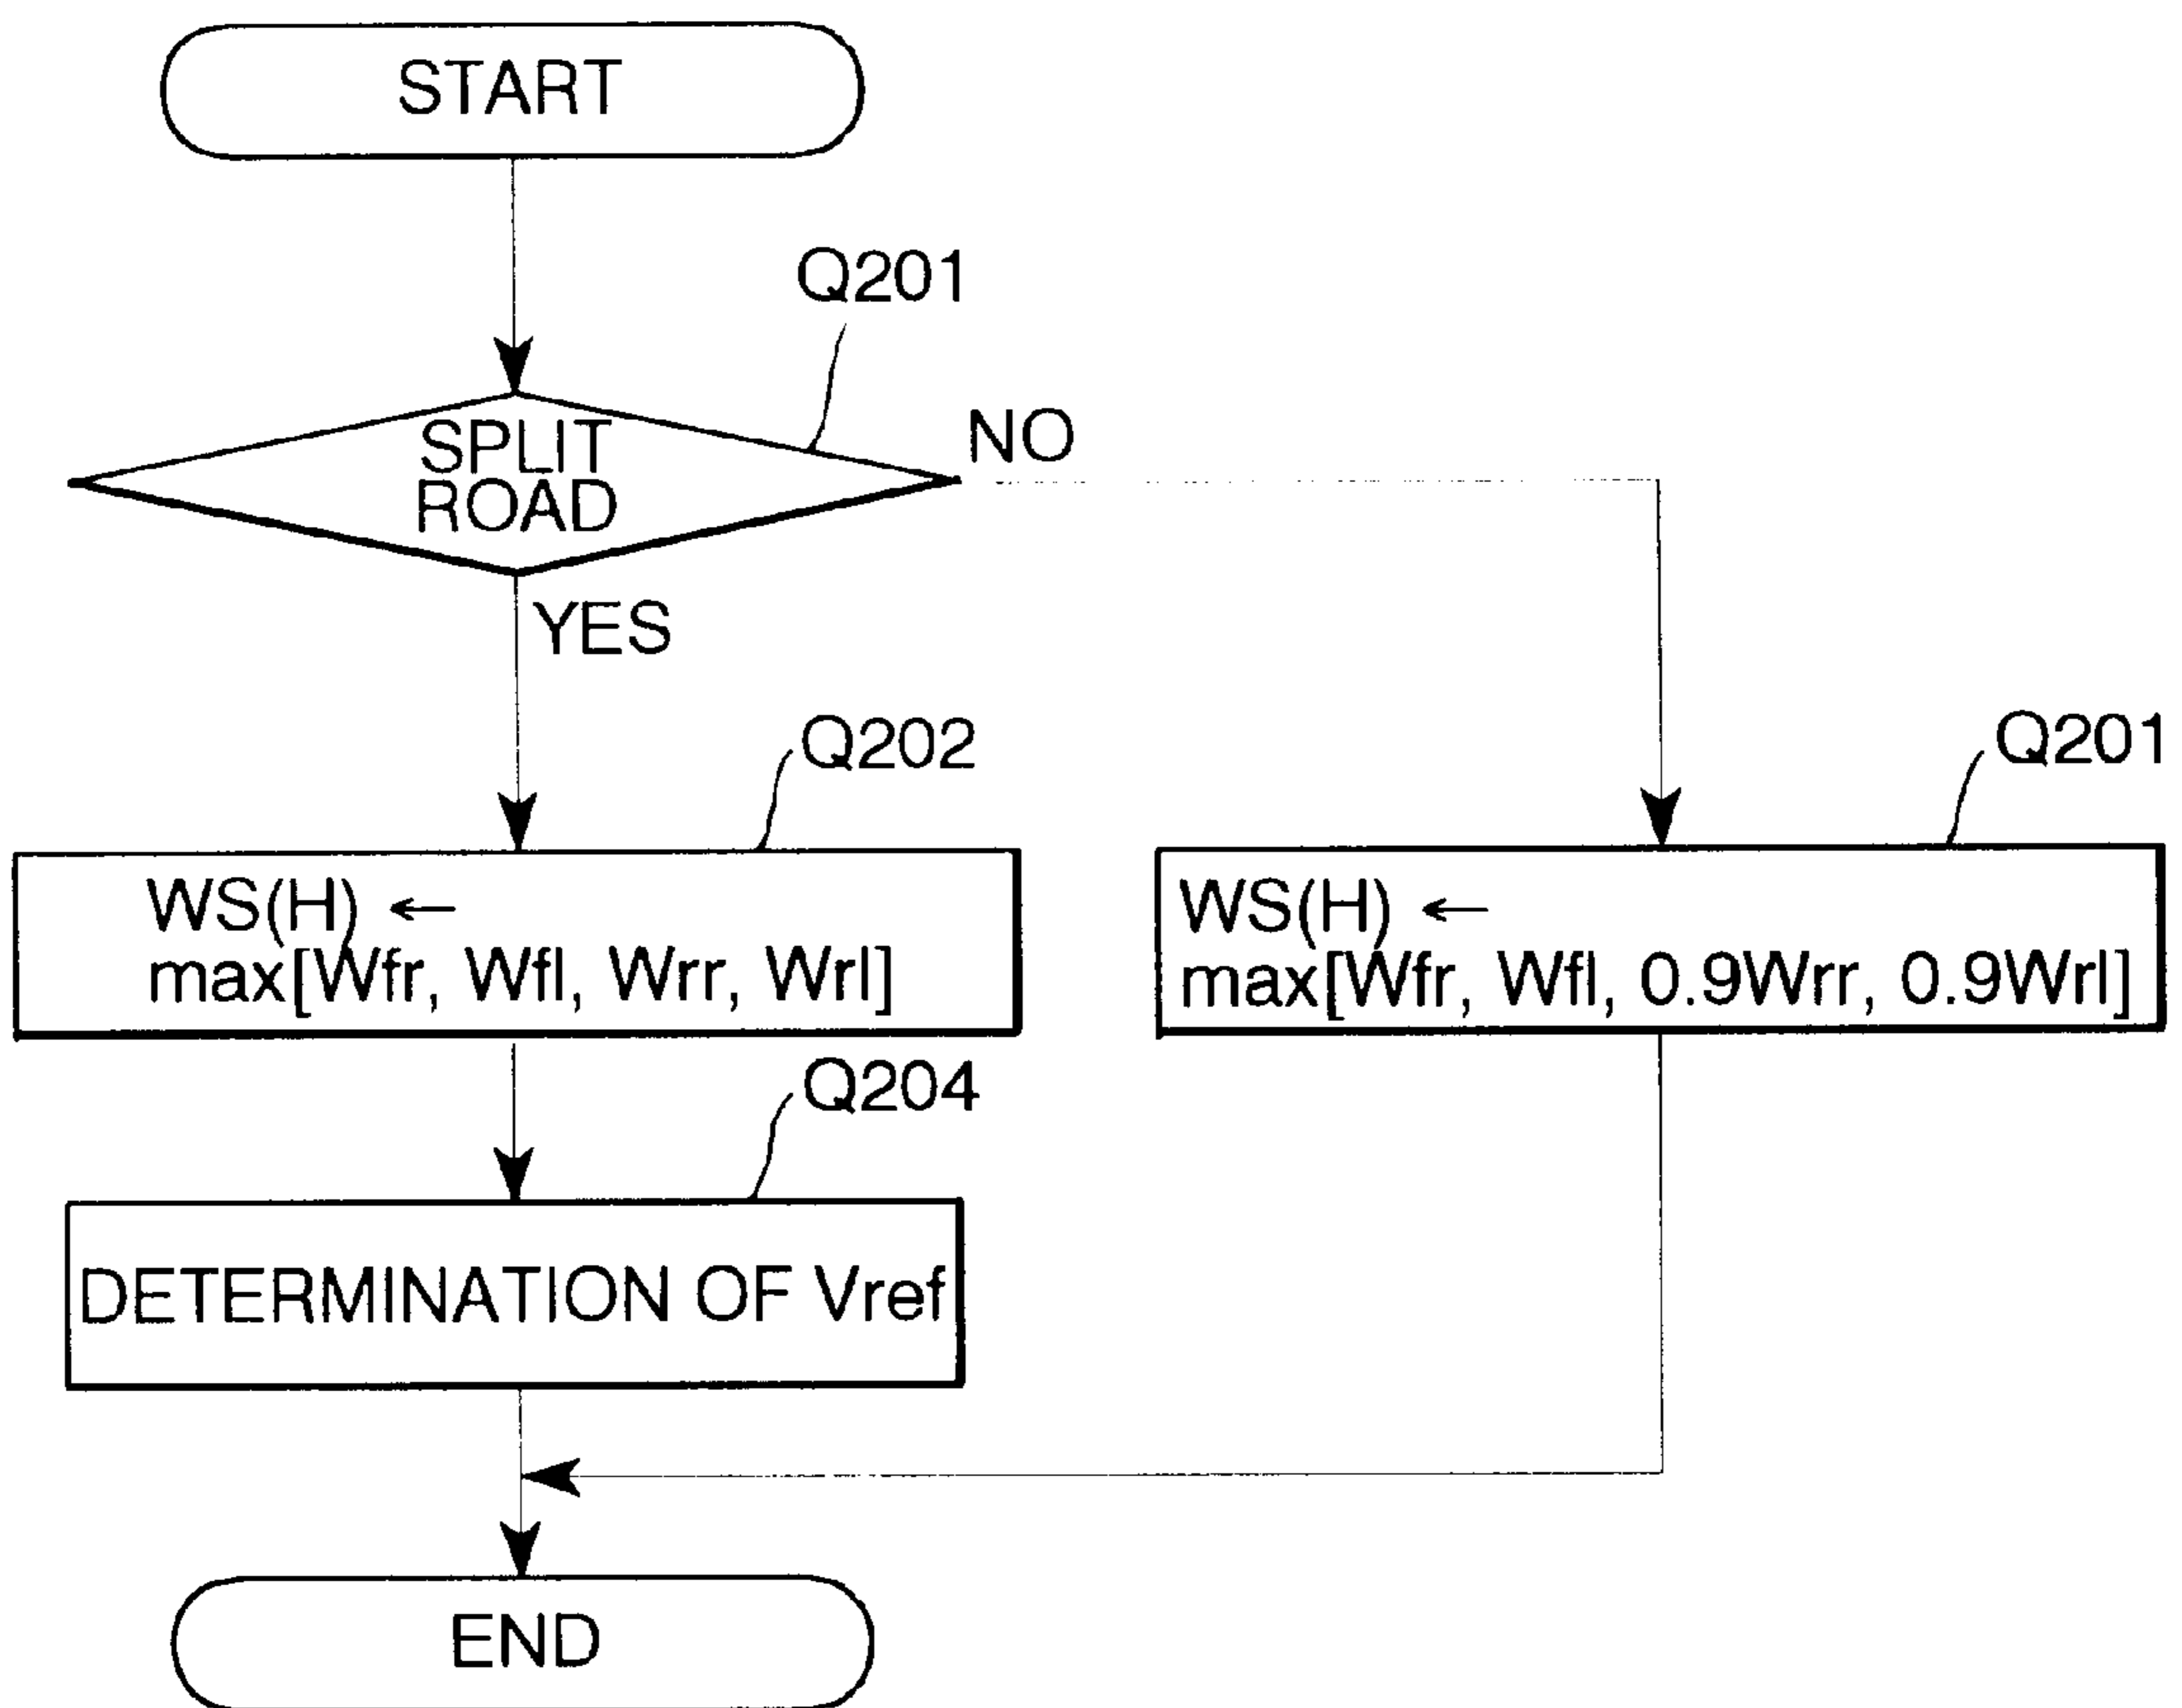 START
Q201
SPLIT
ROAD
NO
YES
Q202
Q201
WS(H) ←
max[Wfr, Wfl, Wrr, Wrl]
WS(H) ←
max[Wfr, Wfl, 0.9Wrr, 0.9Wrl]
Q204
DETERMINATION OF Vref
END